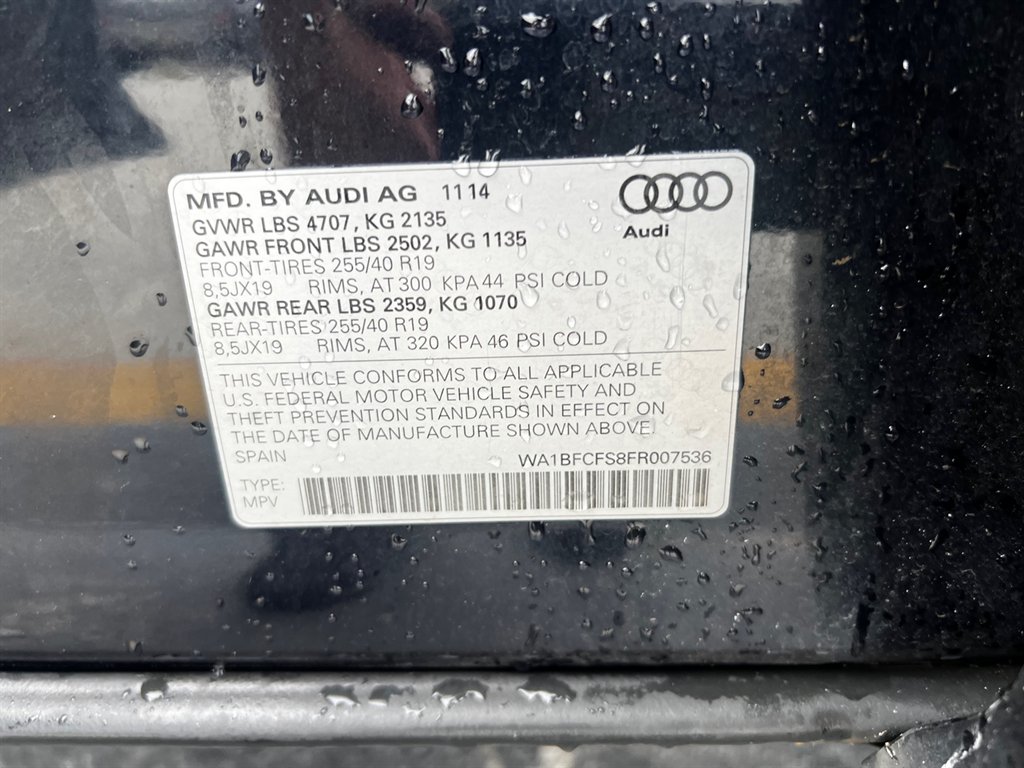 MFD. BY AUDI AG 11 14
GVWR LBS 4707, KG 2135
GAWR FRONT LBS 2502, KG 1135
FRONT-TIRES 255/40 R19
8,5JX19 RIMS, AT 300 KPA 44 PSI COLD
GAWR REAR LBS 2359, KG 1070
REAR-TIRES 255/40 R19
8,5JX19 RIMS, AT 320 KPA 46 PSI COLD
Audi
THIS VEHICLE CONFORMS TO ALL APPLICABLE
U.S. FEDERAL MOTOR VEHICLE SAFETY AND
THEFT PREVENTION STANDARDS IN EFFECT ON
THE DATE OF MANUFACTURE SHOWN ABOVE.
SPAIN WA1BFCFS8FR007536
TYPE:
MPV